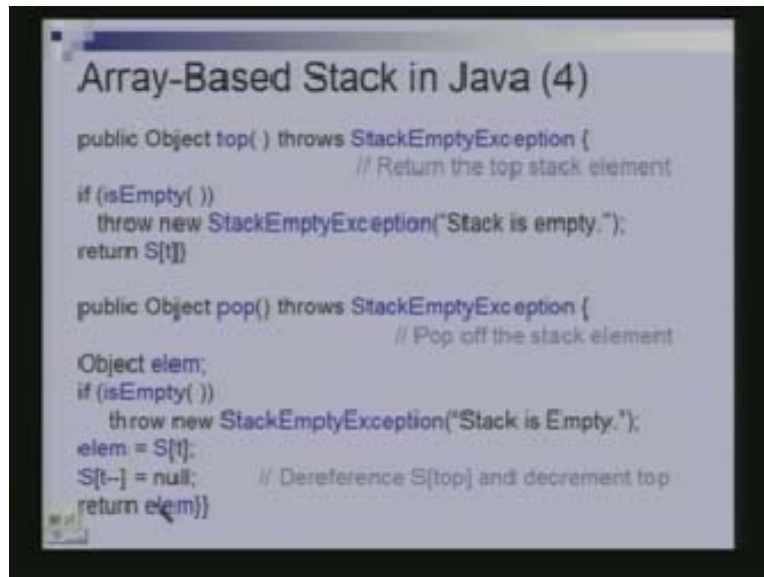 Array-Based Stack in Java (4)
public Object top( ) throws StackEmptyException {
// Return the top stack element
if (isEmpty( ))
throw new StackEmptyException("Stack is empty.");
return S[t]}
public Object pop() throws StackEmptyException {
// Pop off the stack element
Object elem;
if (isEmpty( ))
throw new StackEmptyException("Stack is Empty.");
elem = S[t];
S[t--] = null; // Dereference S[top] and decrement top
return elem}}